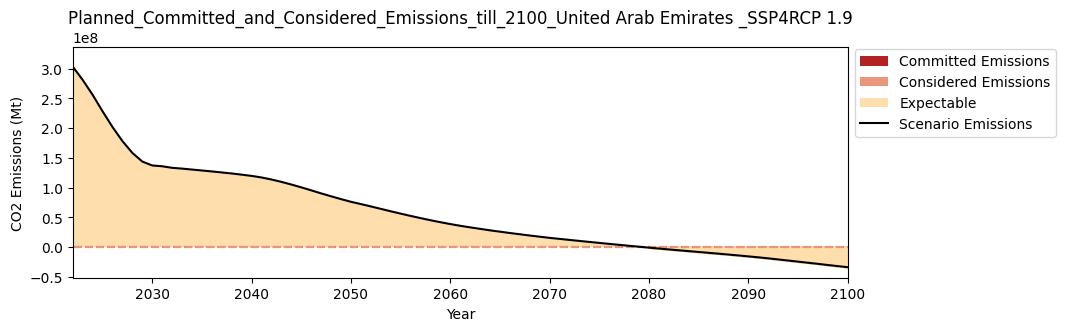 Planned_Committed_and_Considered_Emissions_till_2100_United Arab Emirates _SSP4RCP 1.9
1e8
3.0
2.5
2.0
1.5
1.0
0.5
0.0
−0.5
CO2 Emissions (Mt)
2030 2040 2050 2060 2070 2080 2090 2100
Year
Committed Emissions
Considered Emissions
Expectable
Scenario Emissions